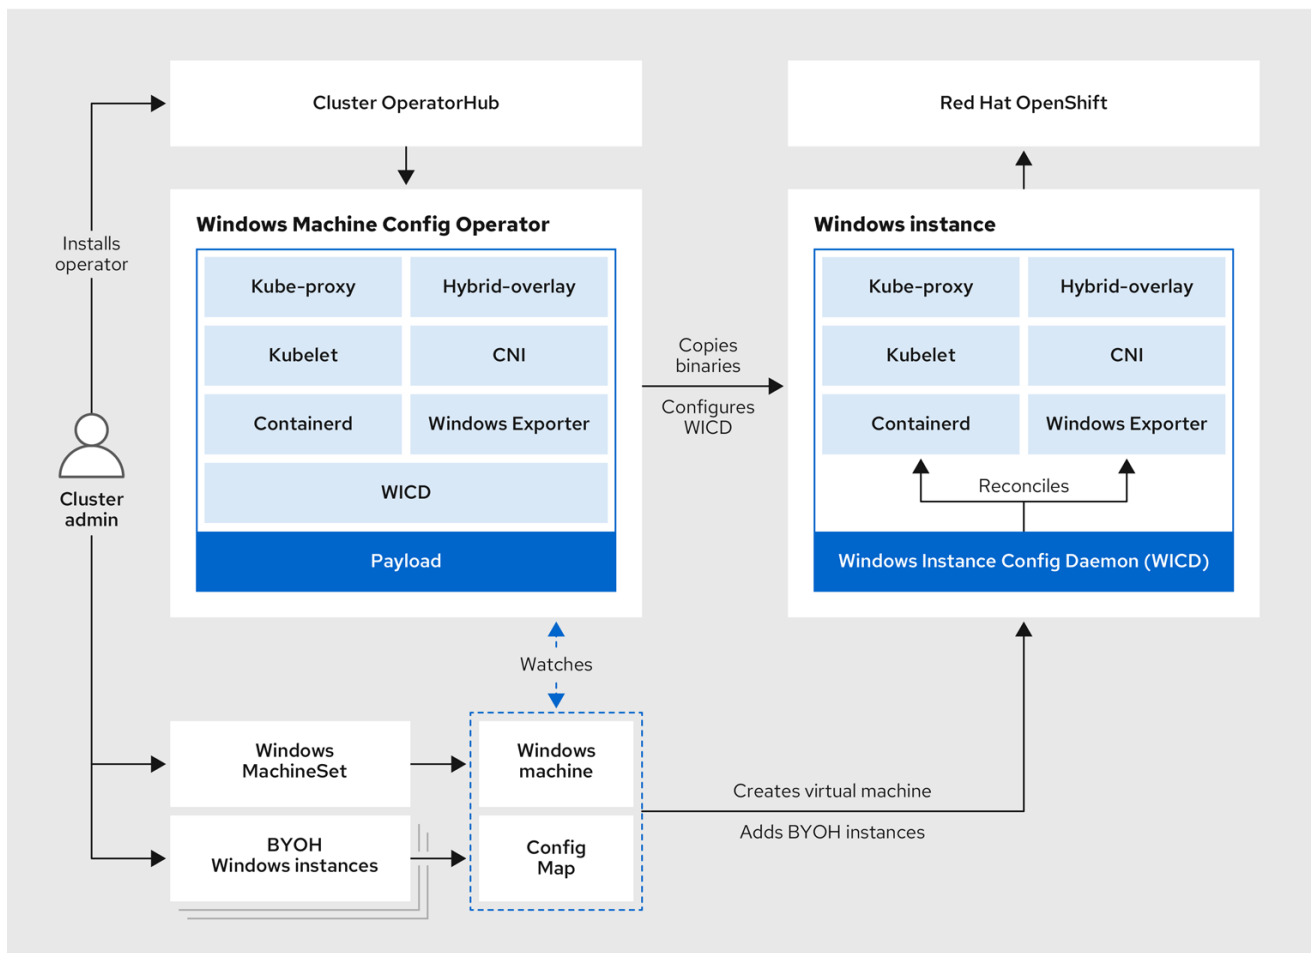 Cluster OperatorHub
Red Hat OpenShift
Installs
operator
Windows Machine Config Operator
Kube-proxy
Hybrid-overlay
Kubelet
CNI
Containerd
Windows Exporter
WICD
Payload
Copies
binaries
Configures
WICD
Windows instance
Kube-proxy
Hybrid-overlay
Kubelet
CNI
Containerd
Windows Exporter
Reconciles
Windows Instance Config Daemon (WICD)
Cluster
admin
Watches
Windows
MachineSet
Windows
machine
BYOH
Windows instances
Config
Map
Creates virtual machine
Adds BYOH instances